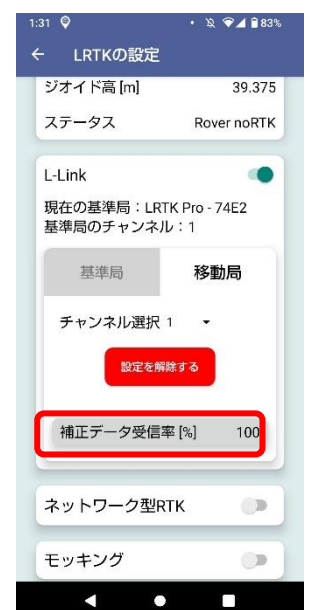 1:31 83%
LRTKの設定
ジオイド高 [m] 39.375
ステータス Rover noRTK
L-Link
現在の基準局：LRTK Pro - 74E2
基準局のチャンネル：1
基準局 移動局
チャンネル選択 1
設定を解除する
補正データ受信率 [%] 100
ネットワーク型RTK
モッキング